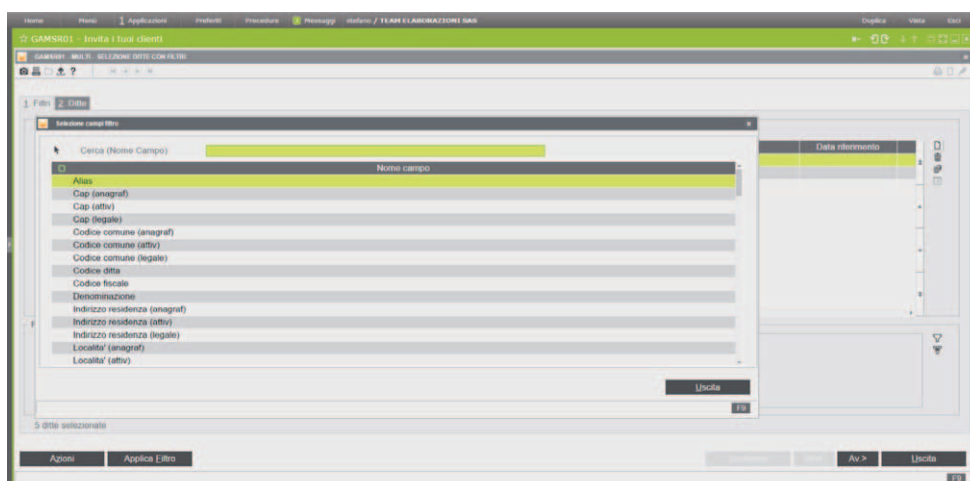 Home Menù 1 Applicazioni Preferiti Procedure Messaggi stefano / TEAM ELABORAZIONI SAS Duplica Vista Esci
GAMSR01 - Invita i tuoi clienti
GAMSR01 - MULTI - SELEZIONE DITTE CON FILTRI
1. Filtri 2. Ditte
Selezione campi filtro
Cerca (Nome Campo)
Nome campo
Data riferimento
Alias
Cap (anagraf)
Cap (attiv)
Cap (legale)
Codice comune (anagraf)
Codice comune (attiv)
Codice comune (legale)
Codice ditta
Codice fiscale
Denominazione
Indirizzo residenza (anagraf)
Indirizzo residenza (attiv)
Indirizzo residenza (legale)
Localita' (anagraf)
Localita' (attiv)
Uscita
F9
5 ditte selezionate
Azioni Applica Filtro Av.> Uscita
F9